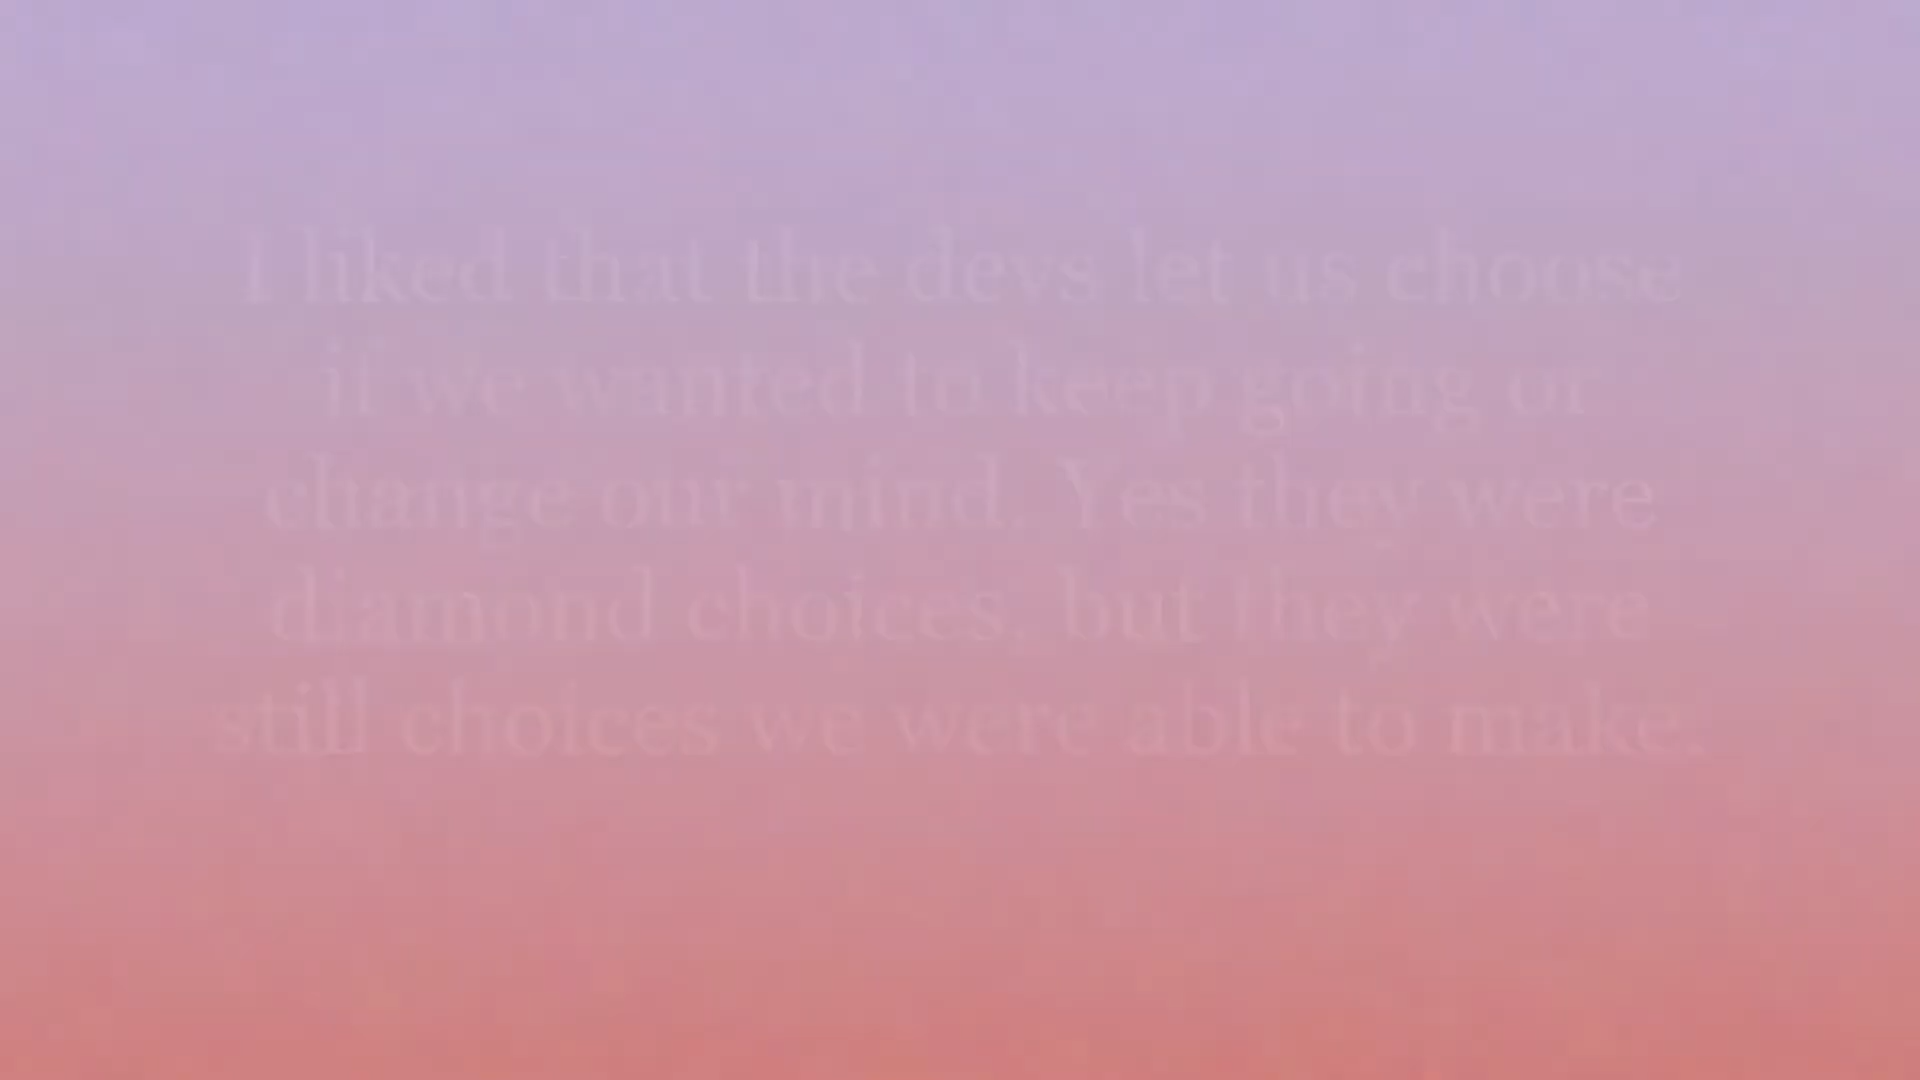 I liked that the devs let us choose
if we wanted to keep going or
change our mind. Yes they were
diamond choices, but they were
still choices we were able to make.